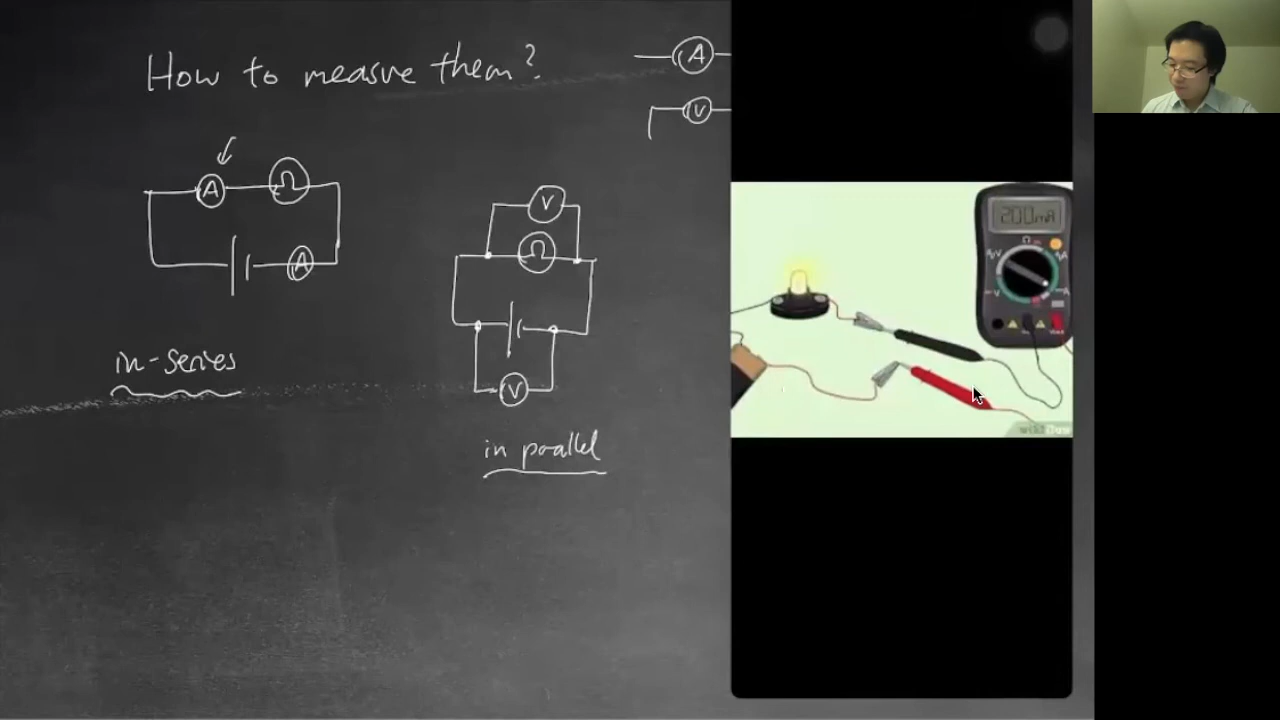 How to measure them?
A
V
A
Ω
A
V
Ω
V
in-series
in parallel
200mA